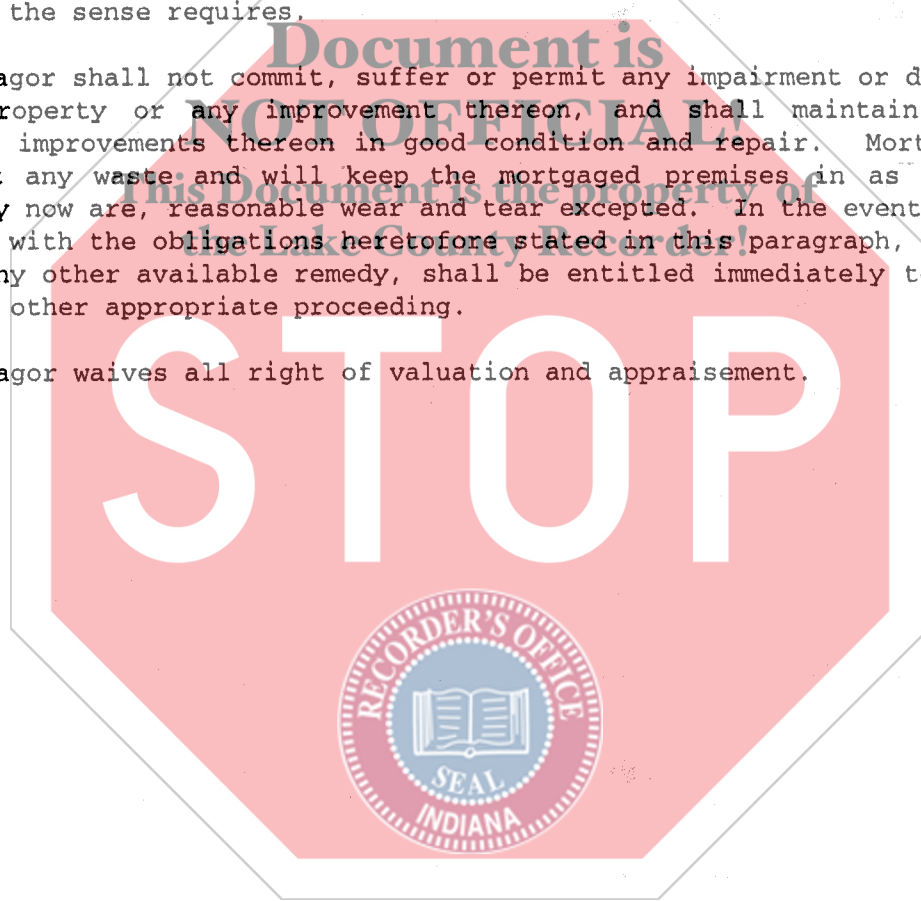 the sense requires.
Document is
agor shall not commit, suffer or permit any impairment or d
roperty or any improvement thereon, and shall maintain
NOT OFFICIAL!
improvements thereon in good condition and repair. Mort
any waste and will keep the mortgaged premises in as
This Document is the property of
y now are, reasonable wear and tear excepted. In the event
the Lake County Recorder!
with the obligations heretofore stated in this paragraph,
ny other available remedy, shall be entitled immediately t
other appropriate proceeding.
agor waives all right of valuation and appraisement.
STOP
RECORDER'S OFFICE
SEAL
INDIANA